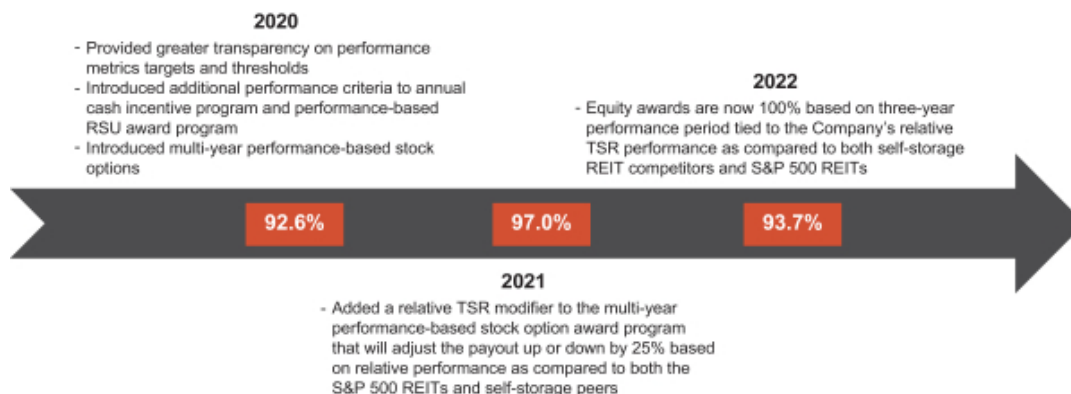 2020
- Provided greater transparency on performance
metrics targets and thresholds
- Introduced additional performance criteria to annual
cash incentive program and performance-based
RSU award program
- Introduced multi-year performance-based stock
options
2022
- Equity awards are now 100% based on three-year
performance period tied to the Company's relative
TSR performance as compared to both self-storage
REIT competitors and S&P 500 REITs
92.6%
97.0%
93.7%
2021
- Added a relative TSR modifier to the multi-year
performance-based stock option award program
that will adjust the payout up or down by 25% based
on relative performance as compared to both the
S&P 500 REITs and self-storage peers